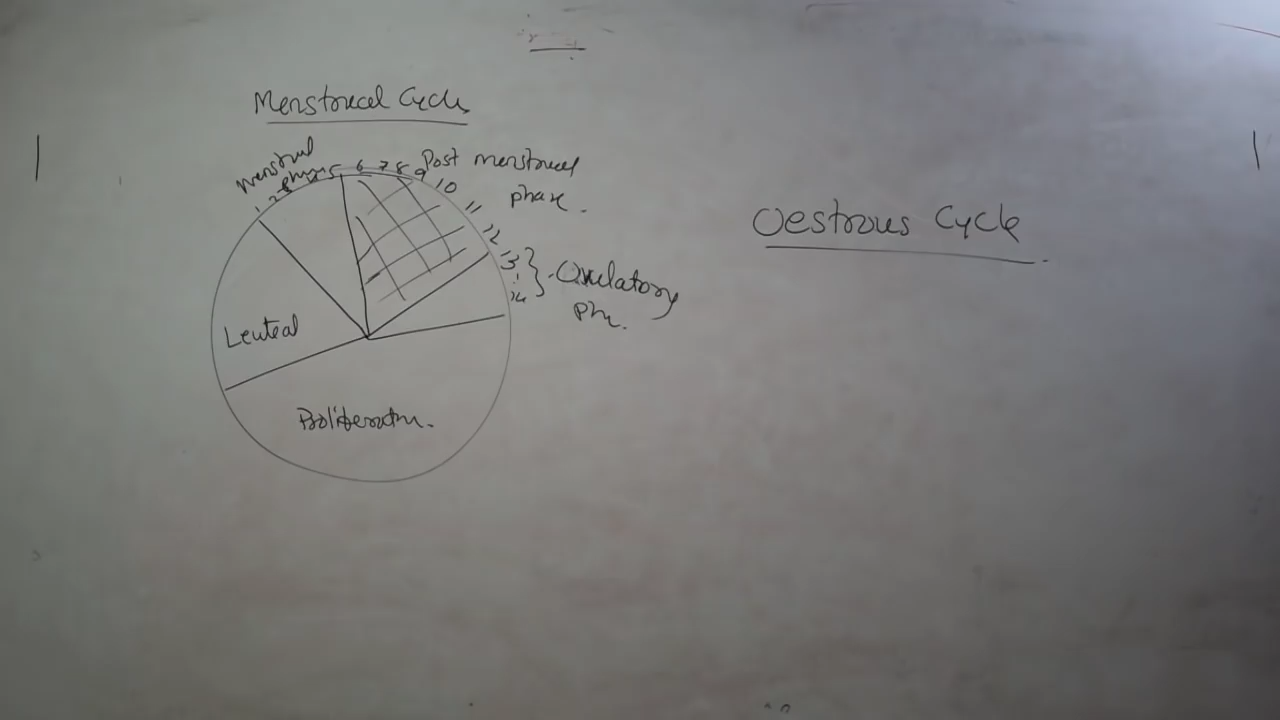 Menstrual Cycle
Menstrual
phase
1 2 3 4 5 6 7 8 9 10 11 12 13 14
Post menstrual
phase.
Ovulatory
Ph.
Leuteal
Proliferatn.
Oestrous Cycle